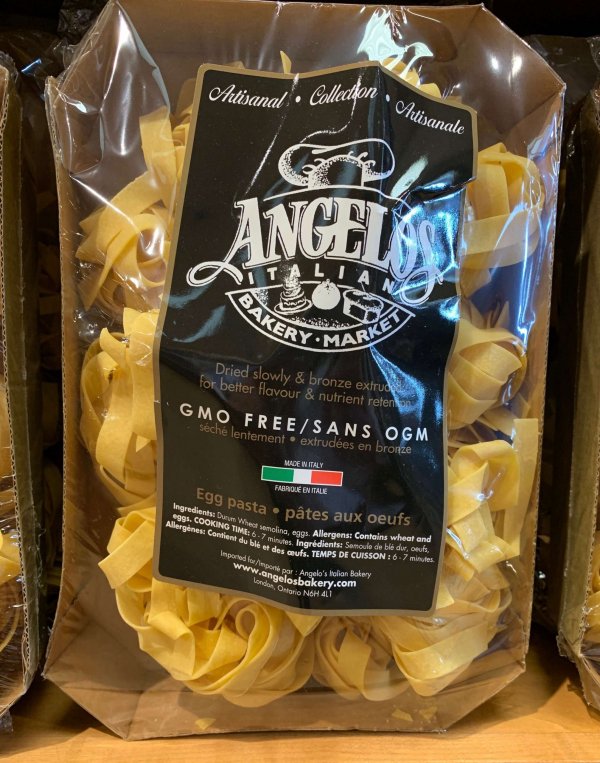 Artisanal • Collection • Artisanale
ANGELO'S
ITALIAN
BAKERY • MARKET
Dried slowly & bronze extruded
for better flavour & nutrient retention
GMO FREE/SANS OGM
séché lentement • extrudées en bronze
MADE IN ITALY
FABRIQUÉ EN ITALIE
Egg pasta • pâtes aux oeufs
Ingredients: Durum Wheat semolina, eggs. Allergens: Contains wheat and
eggs. COOKING TIME: 6 - 7 minutes. Ingrédients: Semoule de blé dur, oeufs.
Allergènes: Contient du blé et des œufs. TEMPS DE CUISSON : 6 - 7 minutes.
Imported for/Importé par : Angelo's Italian Bakery
www.angelosbakery.com
London, Ontario N6H 4L1